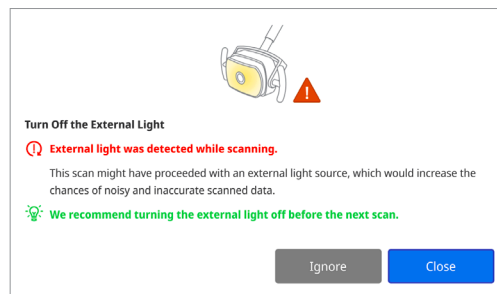 Turn Off the External Light
External light was detected while scanning.
This scan might have proceeded with an external light source, which would increase the
chances of noisy and inaccurate scanned data.
We recommend turning the external light off before the next scan.
Ignore
Close